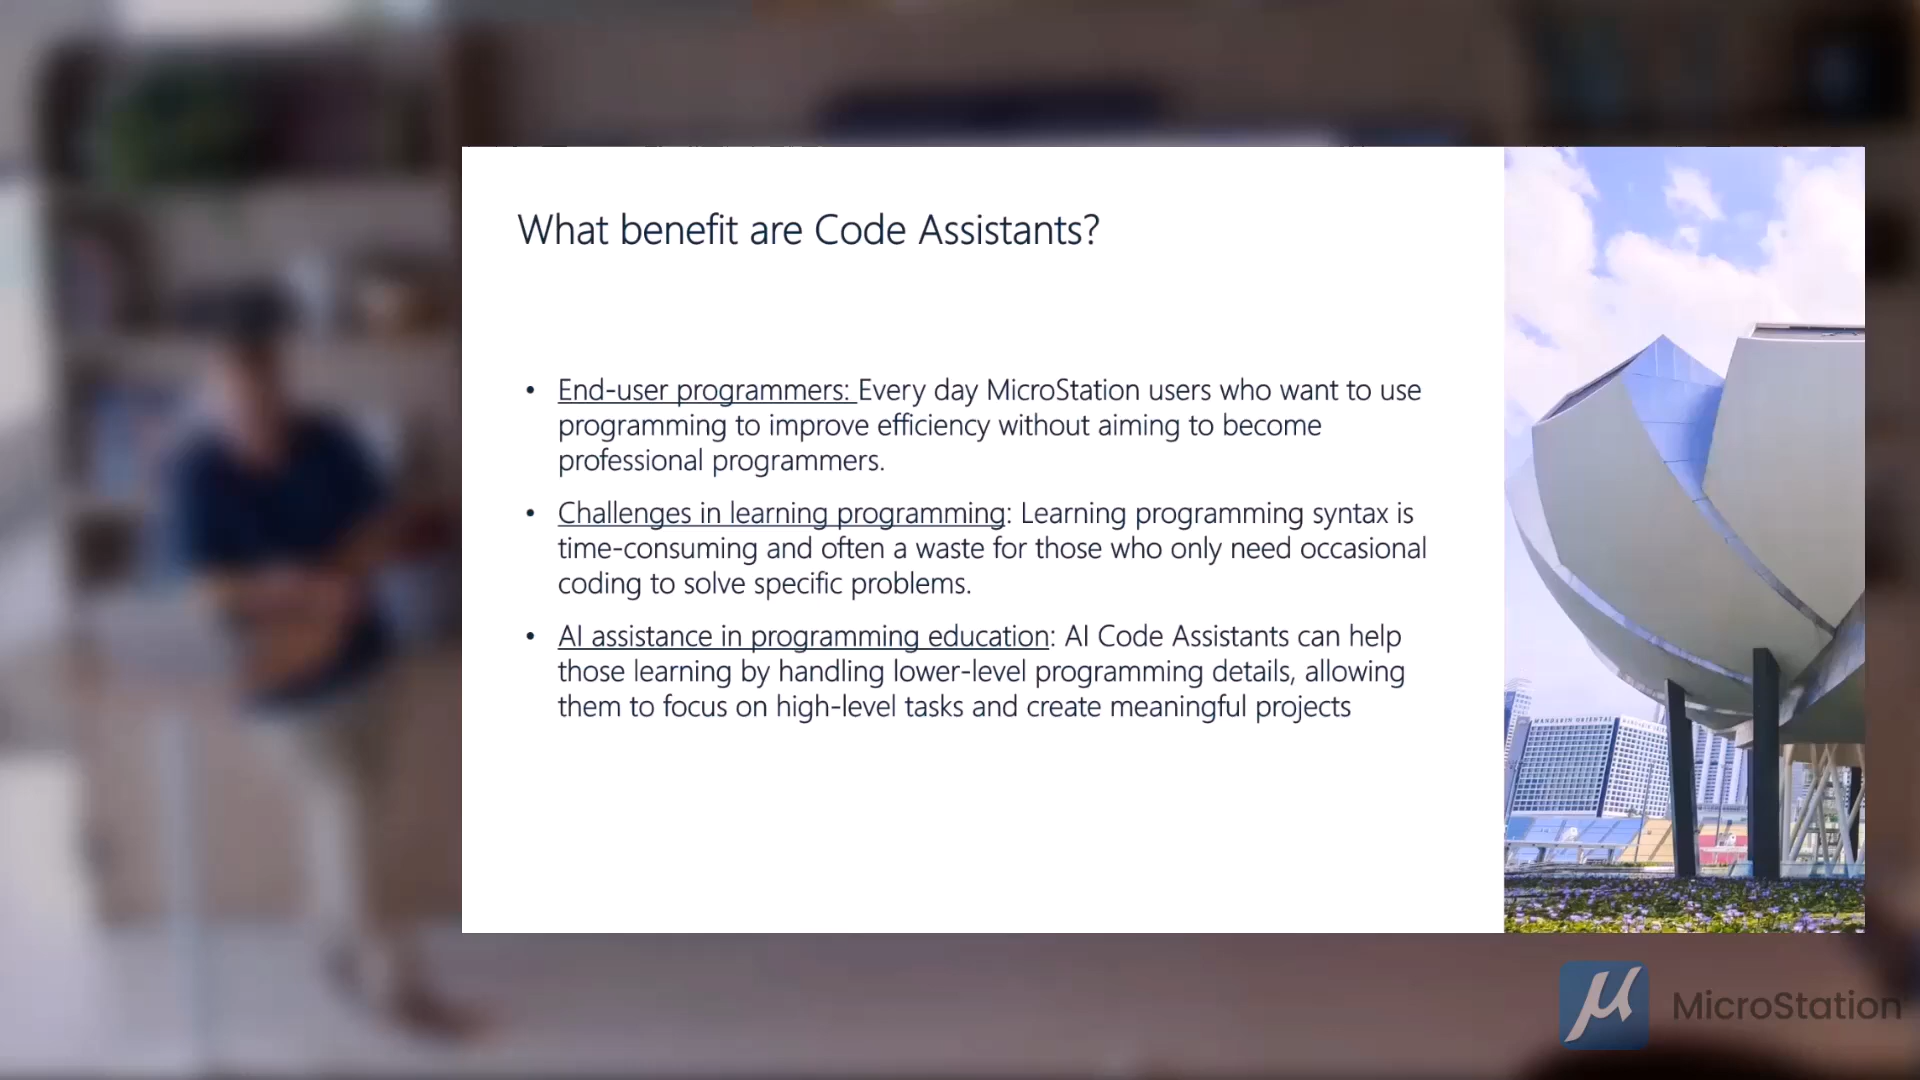 What benefit are Code Assistants?
• End-user programmers: Every day MicroStation users who want to use
programming to improve efficiency without aiming to become
professional programmers.
• Challenges in learning programming: Learning programming syntax is
time-consuming and often a waste for those who only need occasional
coding to solve specific problems.
• AI assistance in programming education: AI Code Assistants can help
those learning by handling lower-level programming details, allowing
them to focus on high-level tasks and create meaningful projects
MANDARIN ORIENTAL
μ MicroStation